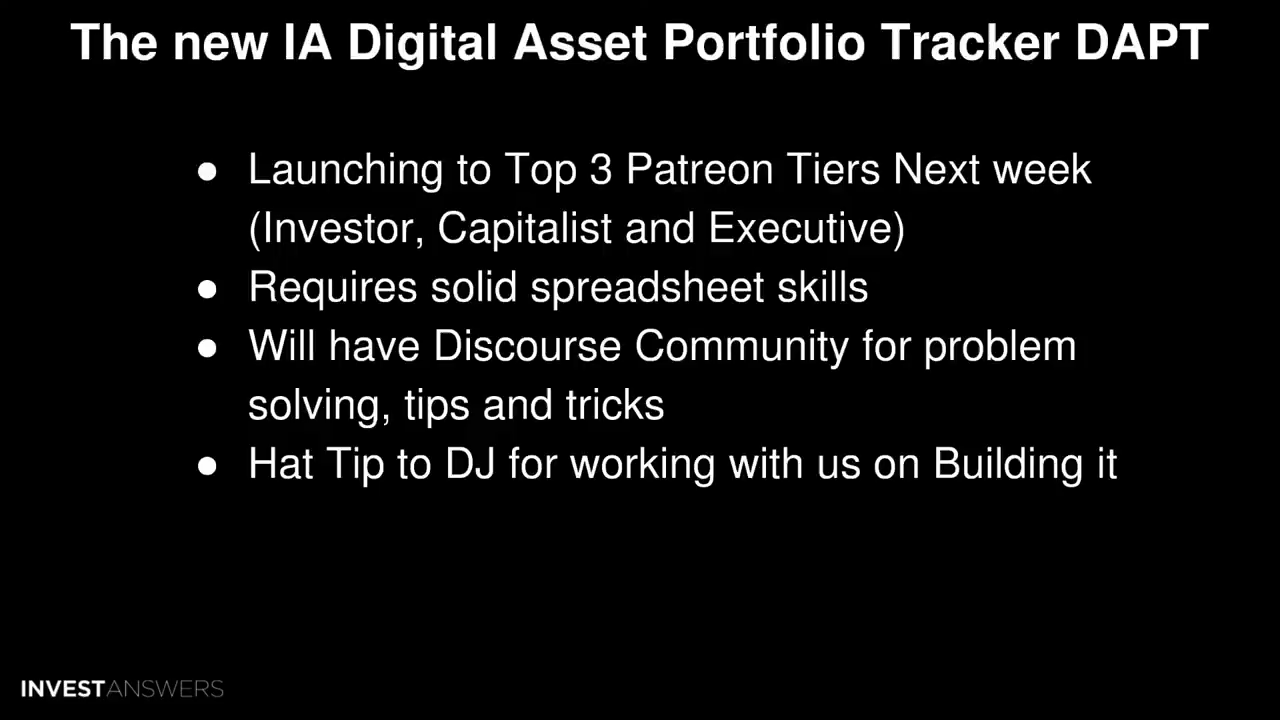 The new IA Digital Asset Portfolio Tracker DAPT
● Launching to Top 3 Patreon Tiers Next week
(Investor, Capitalist and Executive)
● Requires solid spreadsheet skills
● Will have Discourse Community for problem
solving, tips and tricks
● Hat Tip to DJ for working with us on Building it
INVESTANSWERS